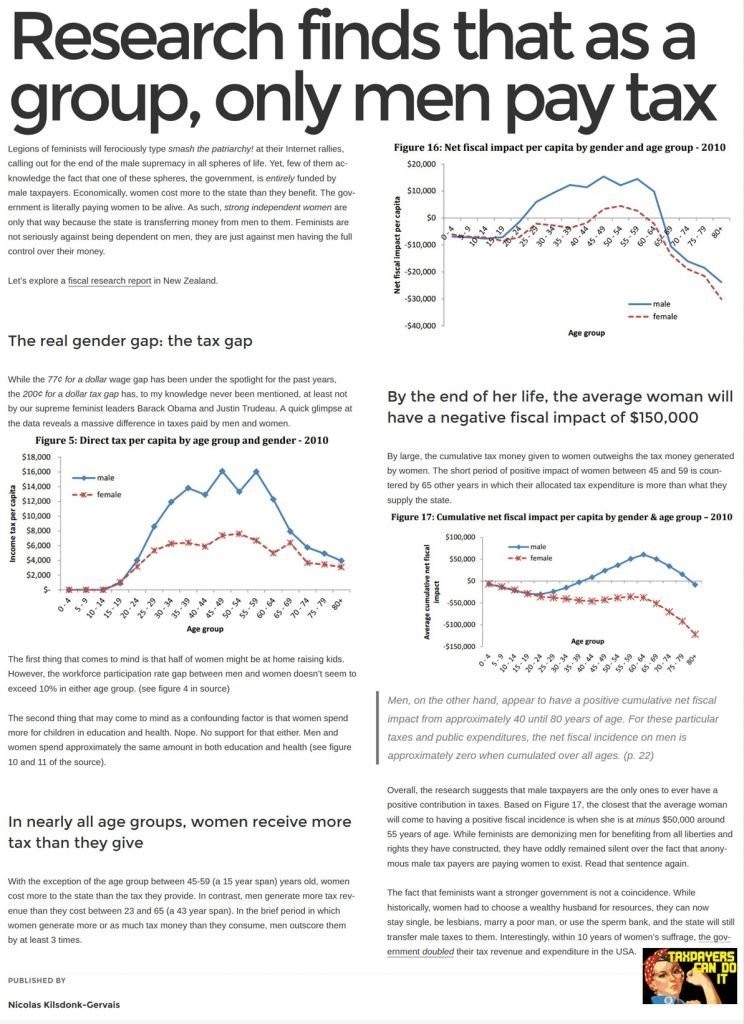 Research finds that as a
group, only men pay tax
Legions of feminists will ferociously type smash the patriarchy! at their Internet rallies,
calling out for the end of the male supremacy in all spheres of life. Yet, few of them ac-
knowledge the fact that one of these spheres, the government, is entirely funded by
male taxpayers. Economically, women cost more to the state than they benefit. The gov-
ernment is literally paying women to be alive. As such, strong independent women are
only that way because the state is transferring money from men to them. Feminists are
not seriously against being dependent on men, they are just against men having the full
control over their money.
Let's explore a fiscal research report in New Zealand.
The real gender gap: the tax gap
While the 77¢ for a dollar wage gap has been under the spotlight for the past years,
the 200¢ for a dollar tax gap has, to my knowledge never been mentioned, at least not
by our supreme feminist leaders Barack Obama and Justin Trudeau. A quick glimpse at
the data reveals a massive difference in taxes paid by men and women.
Figure 5: Direct tax per capita by age group and gender - 2010
Income tax per capita
$18,000
$16,000
$14,000
$12,000
$10,000
$8,000
$6,000
$4,000
$2,000
$-
male
female
0 - 4
5 - 9
10 - 14
15 - 19
20 - 24
25 - 29
30 - 34
35 - 39
40 - 44
45 - 49
50 - 54
55 - 59
60 - 64
65 - 69
70 - 74
75 - 79
80+
Age group
The first thing that comes to mind is that half of women might be at home raising kids.
However, the workforce participation rate gap between men and women doesn't seem to
exceed 10% in either age group. (see figure 4 in source)
The second thing that may come to mind as a confounding factor is that women spend
more for children in education and health. Nope. No support for that either. Men and
women spend approximately the same amount in both education and health (see figure
10 and 11 of the source).
In nearly all age groups, women receive more
tax than they give
With the exception of the age group between 45-59 (a 15 year span) years old, women
cost more to the state than the tax they provide. In contrast, men generate more tax rev-
enue than they cost between 23 and 65 (a 43 year span). In the brief period in which
women generate more or as much tax money than they consume, men outscore them
by at least 3 times.
PUBLISHED BY
Nicolas Kilsdonk-Gervais
Figure 16: Net fiscal impact per capita by gender and age group - 2010
Net fiscal impact per capita
$20,000
$10,000
$0
-$10,000
-$20,000
-$30,000
-$40,000
0 - 4
5 - 9
10 - 14
15 - 19
20 - 24
25 - 29
30 - 34
35 - 39
40 - 44
45 - 49
50 - 54
55 - 59
60 - 64
65 - 69
70 - 74
75 - 79
80+
male
female
Age group
By the end of her life, the average woman will
have a negative fiscal impact of $150,000
By large, the cumulative tax money given to women outweighs the tax money generated
by women. The short period of positive impact of women between 45 and 59 is coun-
tered by 65 other years in which their allocated tax expenditure is more than what they
supply the state.
Figure 17: Cumulative net fiscal impact per capita by gender & age group – 2010
Average cumulative net fiscal
impact
$100,000
$50,000
$0
-$50,000
-$100,000
-$150,000
male
female
Age group
0 - 4
5 - 9
10 - 14
15 - 19
20 - 24
25 - 29
30 - 34
35 - 39
40 - 44
45 - 49
50 - 54
55 - 59
60 - 64
65 - 69
70 - 74
75 - 79
80+
Men, on the other hand, appear to have a positive cumulative net fiscal
impact from approximately 40 until 80 years of age. For these particular
taxes and public expenditures, the net fiscal incidence on men is
approximately zero when cumulated over all ages. (p. 22)
Overall, the research suggests that male taxpayers are the only ones to ever have a
positive contribution in taxes. Based on Figure 17, the closest that the average woman
will come to having a positive fiscal incidence is when she is at minus $50,000 around
55 years of age. While feminists are demonizing men for benefiting from all liberties and
rights they have constructed, they have oddly remained silent over the fact that anony-
mous male tax payers are paying women to exist. Read that sentence again.
The fact that feminists want a stronger government is not a coincidence. While
historically, women had to choose a wealthy husband for resources, they can now
stay single, be lesbians, marry a poor man, or use the sperm bank, and the state will still
transfer male taxes to them. Interestingly, within 10 years of women's suffrage, the gov-
ernment doubled their tax revenue and expenditure in the USA.
TAXPAYERS
CAN DO
IT